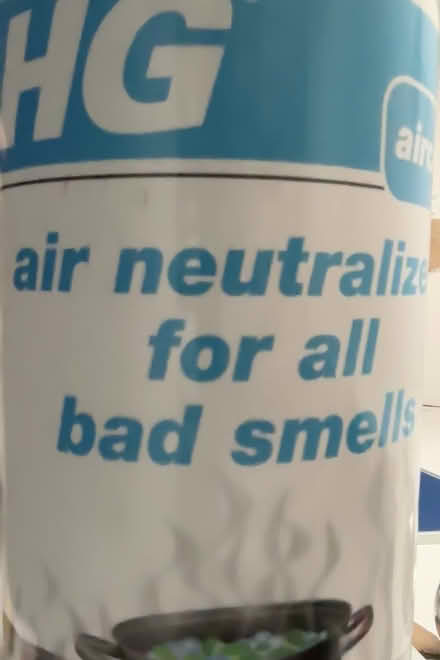 HG
air
air neutralize
for all
bad smells